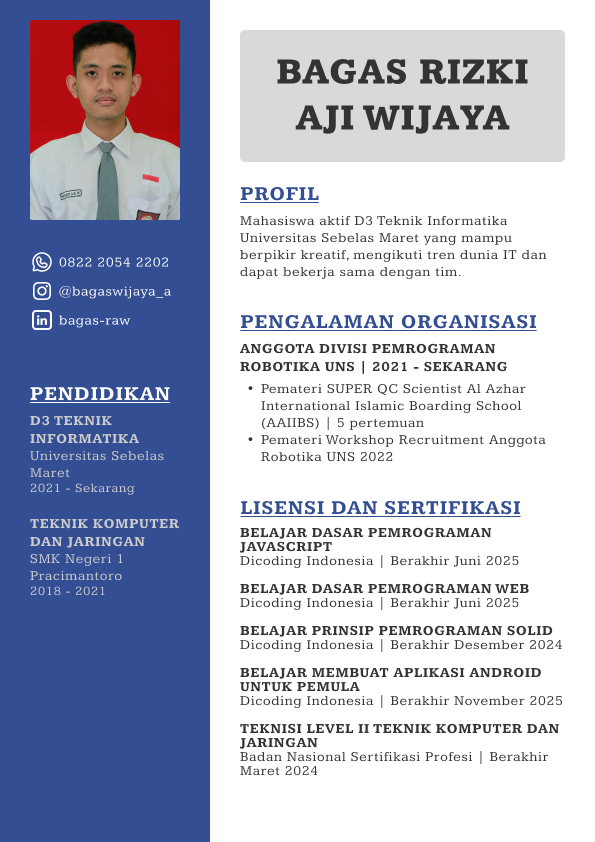 BAGAS RIZKI
AJI WIJAYA
0822 2054 2202
@bagaswijaya_a
bagas-raw
PENDIDIKAN
D3 TEKNIK
INFORMATIKA
Universitas Sebelas
Maret
2021 - Sekarang
TEKNIK KOMPUTER
DAN JARINGAN
SMK Negeri 1
Pracimantoro
2018 - 2021
PROFIL
Mahasiswa aktif D3 Teknik Informatika
Universitas Sebelas Maret yang mampu
berpikir kreatif, mengikuti tren dunia IT dan
dapat bekerja sama dengan tim.
PENGALAMAN ORGANISASI
ANGGOTA DIVISI PEMROGRAMAN
ROBOTIKA UNS | 2021 - SEKARANG
• Pemateri SUPER QC Scientist Al Azhar
International Islamic Boarding School
(AAIIBS) | 5 pertemuan
• Pemateri Workshop Recruitment Anggota
Robotika UNS 2022
LISENSI DAN SERTIFIKASI
BELAJAR DASAR PEMROGRAMAN
JAVASCRIPT
Dicoding Indonesia | Berakhir Juni 2025
BELAJAR DASAR PEMROGRAMAN WEB
Dicoding Indonesia | Berakhir Juni 2025
BELAJAR PRINSIP PEMROGRAMAN SOLID
Dicoding Indonesia | Berakhir Desember 2024
BELAJAR MEMBUAT APLIKASI ANDROID
UNTUK PEMULA
Dicoding Indonesia | Berakhir November 2025
TEKNISI LEVEL II TEKNIK KOMPUTER DAN
JARINGAN
Badan Nasional Sertifikasi Profesi | Berakhir
Maret 2024